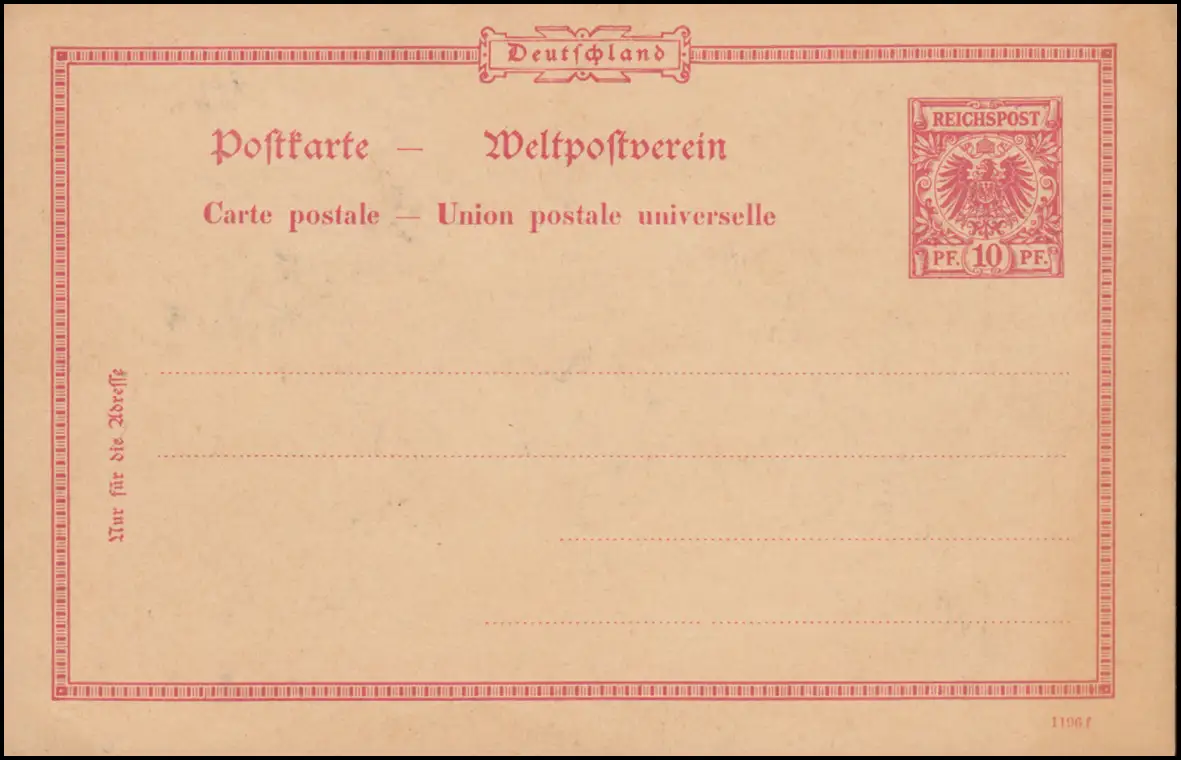 Deutschland
Postkarte — Weltpostverein
Carte postale — Union postale universelle
REICHSPOST
PF. 10 PF.
Nur für die Adresse
1196 f